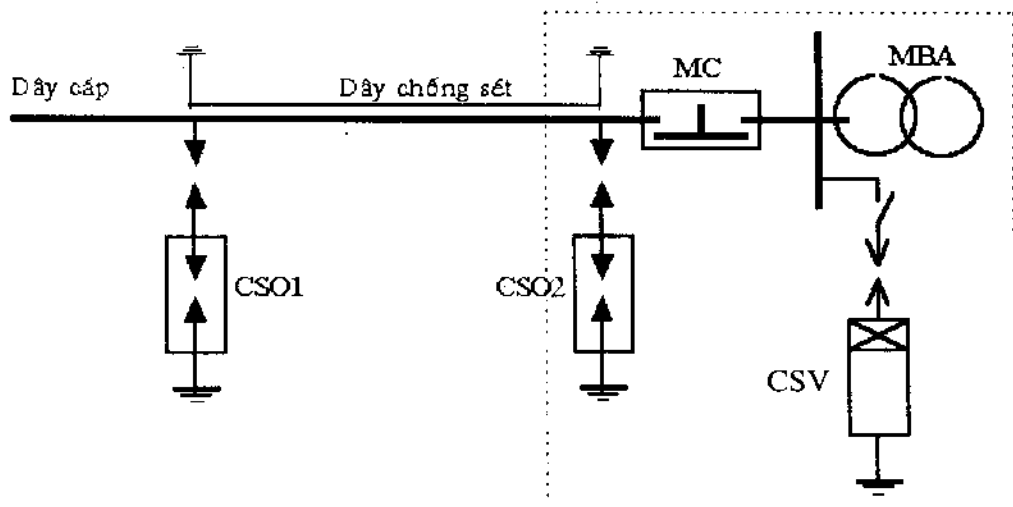 MC
MBA
Dây cáp
Dây chống sét
CSO1
CSO2
CSV